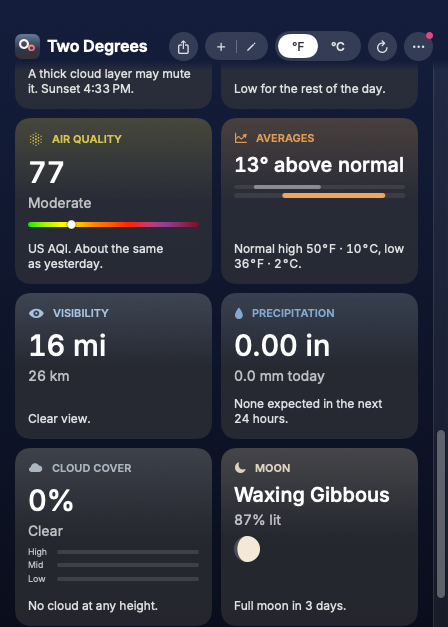 Two Degrees
°F
°C
A thick cloud layer may mute
it. Sunset 4:33 PM.
Low for the rest of the day.
AIR QUALITY
77
Moderate
US AQI. About the same
as yesterday.
AVERAGES
13° above normal
Normal high 50°F · 10°C, low
36°F · 2°C.
VISIBILITY
16 mi
26 km
Clear view.
PRECIPITATION
0.00 in
0.0 mm today
None expected in the next
24 hours.
CLOUD COVER
0%
Clear
High
Mid
Low
No cloud at any height.
MOON
Waxing Gibbous
87% lit
Full moon in 3 days.